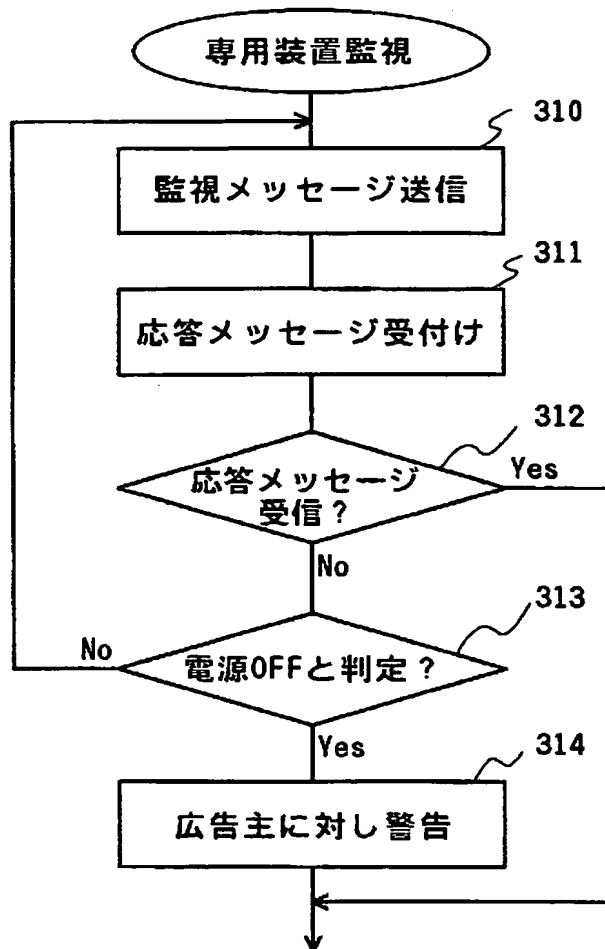 専用装置監視
310
監視メッセージ送信
311
応答メッセージ受付け
312
応答メッセージ
受信?
Yes
No
313
No
電源OFFと判定?
Yes
314
広告主に対し警告